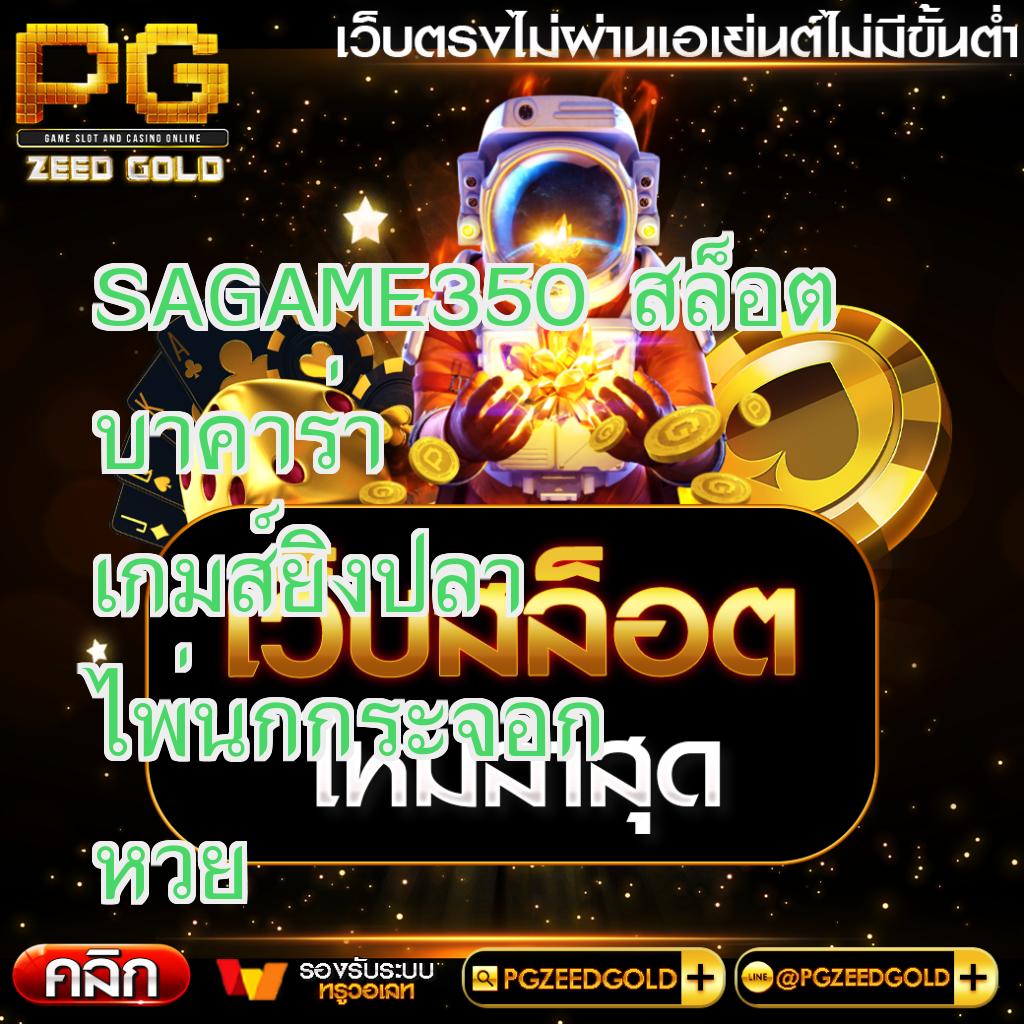 PG
เว็บตรงไม่ผ่านเอเย่นต์ไม่มีขั้นต่ำ
GAME SLOT AND CASINO ONLINE
ZEED GOLD
SAGAME350 สล็อต
บาคาร่า
เกมส์ยิงปลา
เว็บสล็อต
ไพ่นกกระจอก
ใหม่ล่าสุด
หวย
คลิก
รองรับระบบ
ทรูวอเลท
PGZEEDGOLD +
LINE @PGZEEDGOLD +